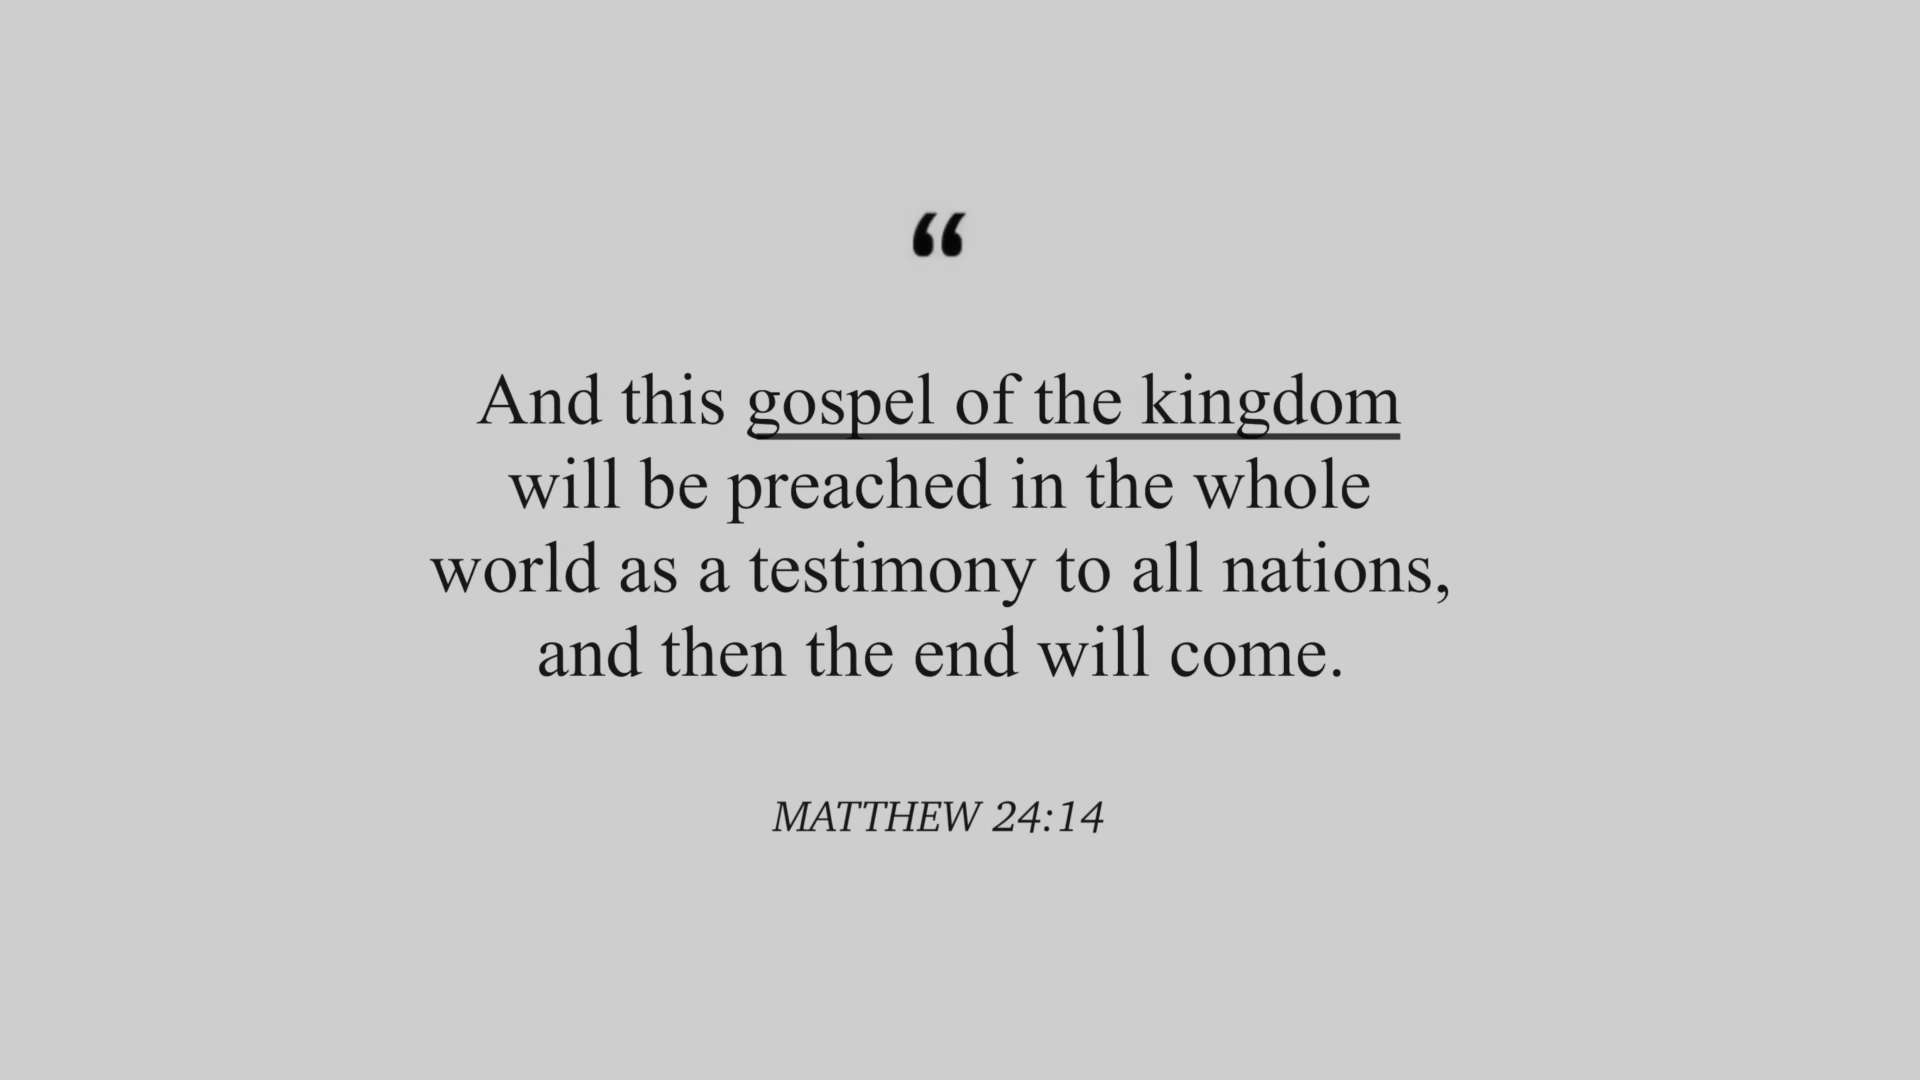 “
And this gospel of the kingdom
will be preached in the whole
world as a testimony to all nations,
and then the end will come.
MATTHEW 24:14